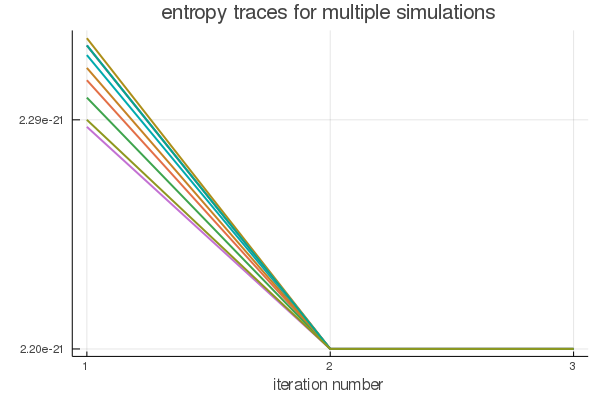 entropy traces for multiple simulations
2.29e-21
2.20e-21
1
2
3
iteration number